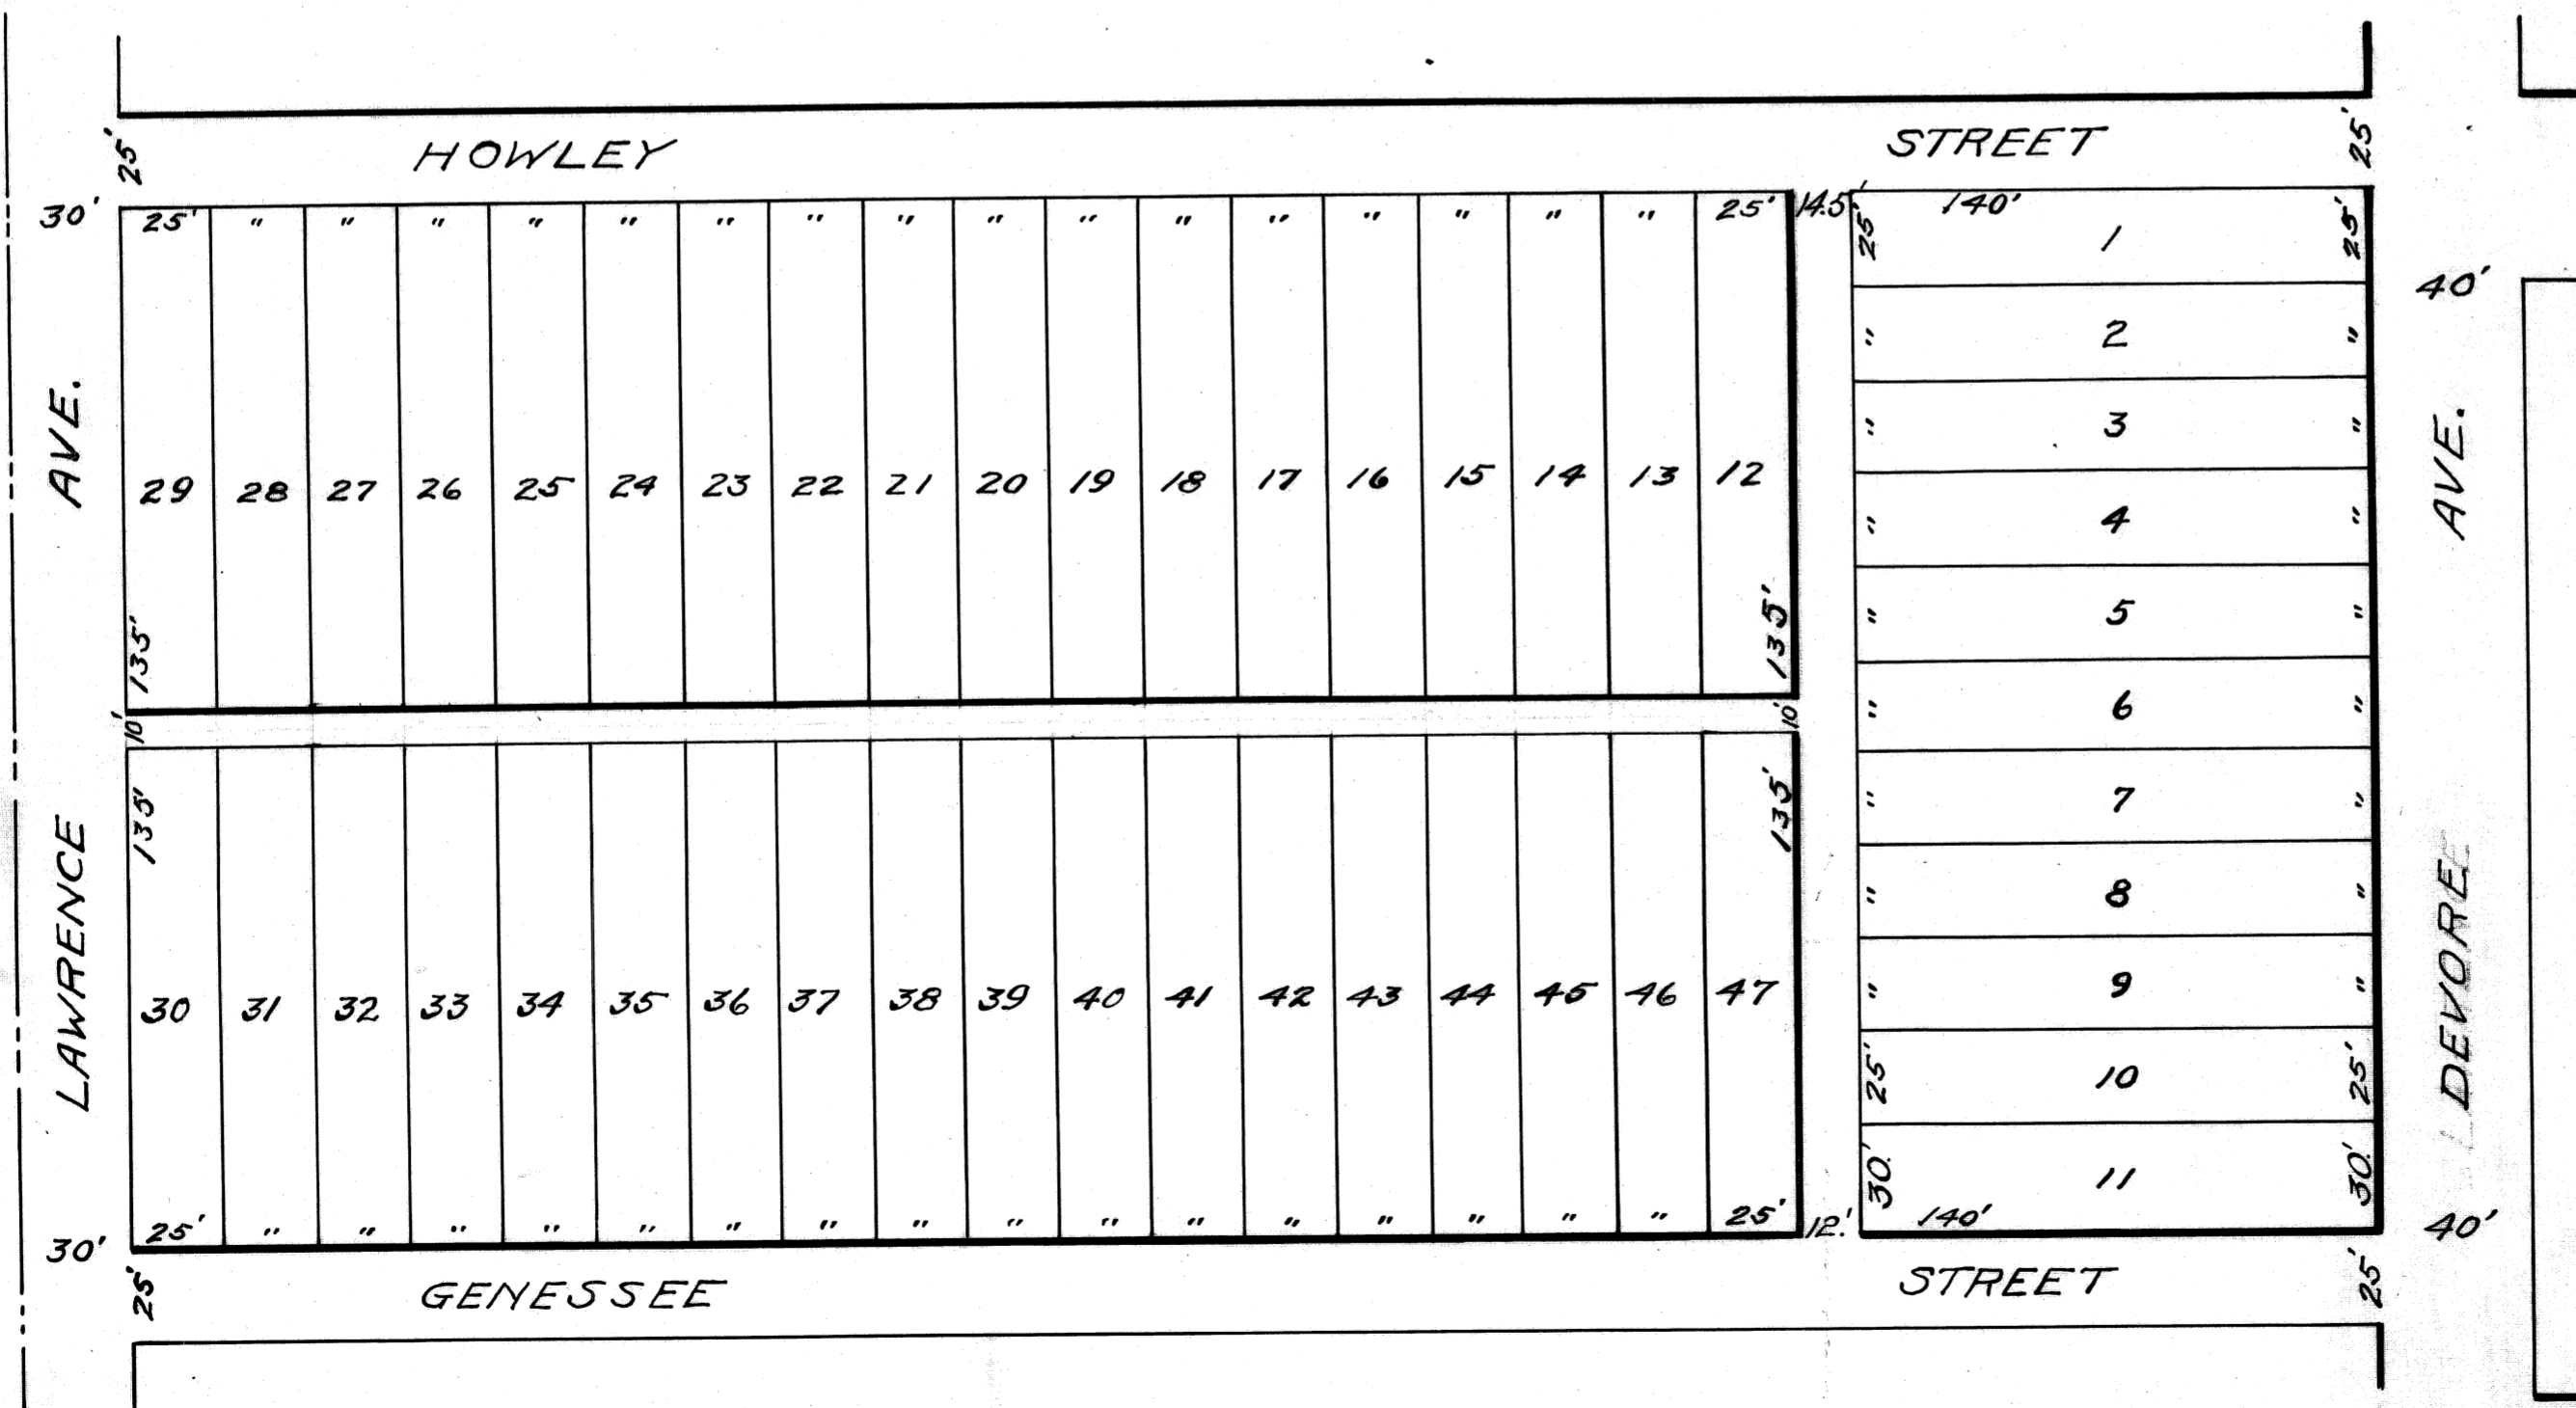 25' HOWLEY STREET 25'
30' 25' " " " " " " " " " " " " " " " " 25' 14.5' 140'
25' 1 25'
40'
" 2 "
" 3 "
AVE. AVE.
29 28 27 26 25 24 23 22 21 20 19 18 17 16 15 14 13 12
" 4 "
" 5 "
135' 135'
" 6 "
10' 10'
135' 135'
" 7 "
" 8 "
LAWRENCE DEVORE
" 9 "
30 31 32 33 34 35 36 37 38 39 40 41 42 43 44 45 46 47
25' 10 25'
30' 11 30'
30' 25' " " " " " " " " " " " " " " " " 25' 12' 140' 40'
25' GENESSEE STREET 25'